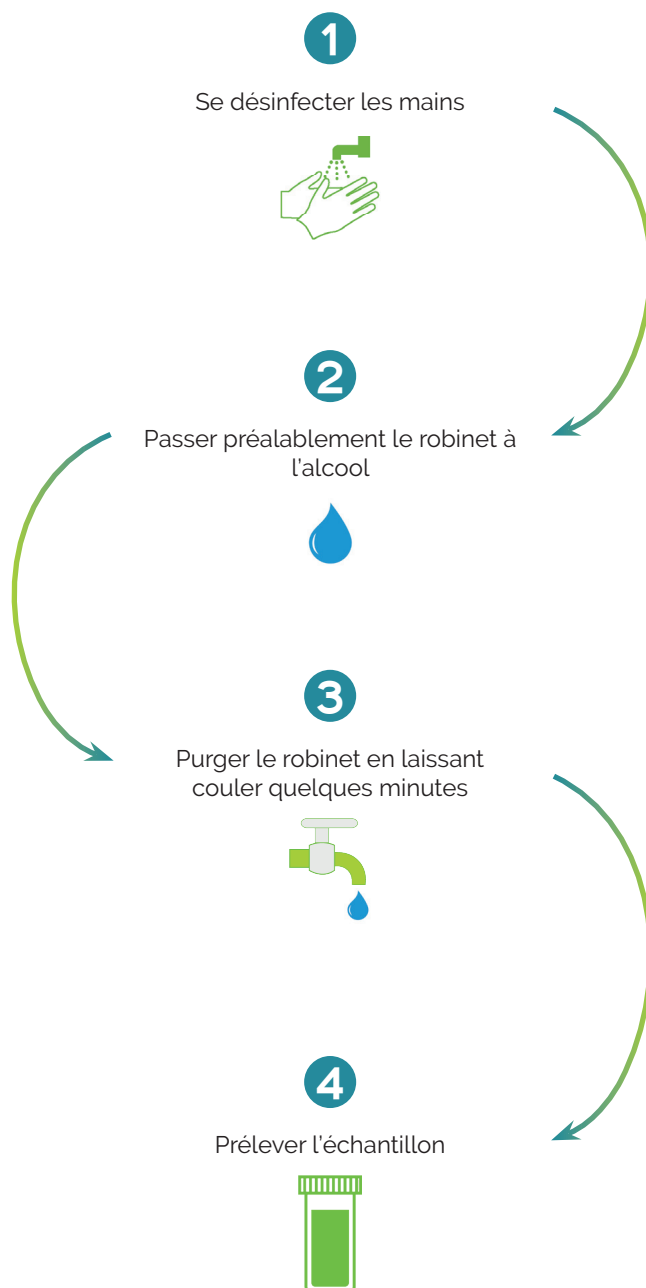 1
Se désinfecter les mains
2
Passer préalablement le robinet à
l'alcool
3
Purger le robinet en laissant
couler quelques minutes
4
Prélever l'échantillon